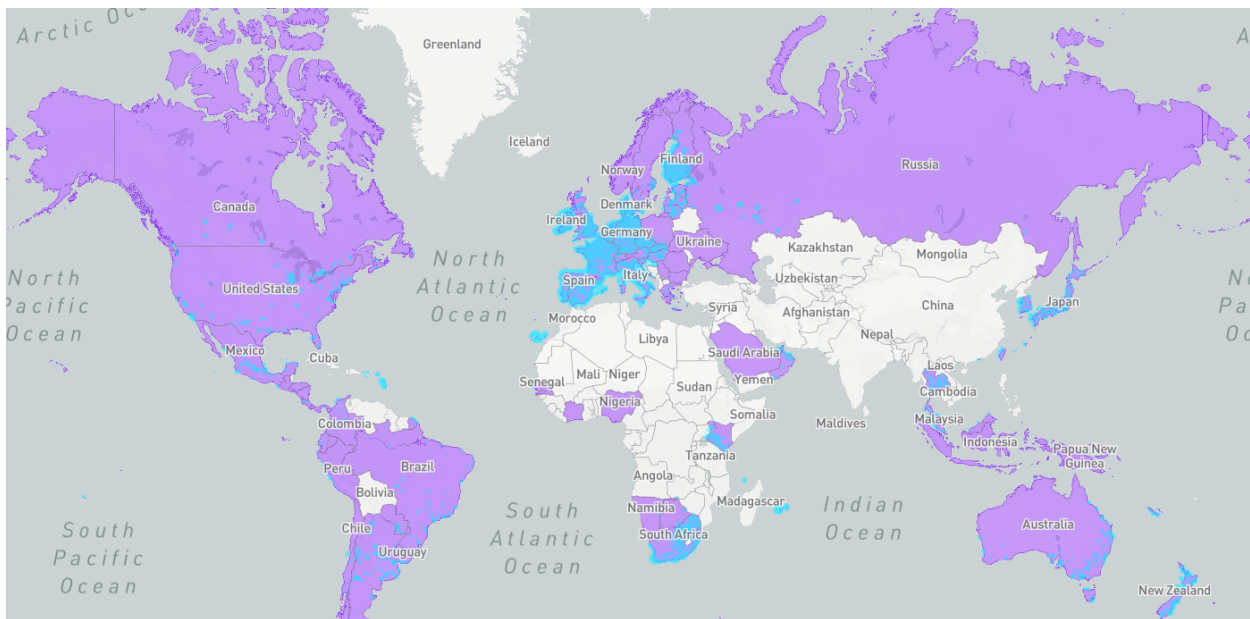 Arctic Oc
Greenland
Iceland
Canada
United States
Mexico
Cuba
Colombia
Peru
Brazil
Bolivia
Chile
Uruguay
North
Pacific
Ocean
South
Pacific
Ocean
North
Atlantic
Ocean
South
Atlantic
Ocean
Norway
Finland
Denmark
Ireland
Germany
Ukraine
Italy
Spain
Russia
Kazakhstan
Mongolia
Uzbekistan
China
Japan
Afghanistan
Syria
Nepal
Morocco
Libya
Saudi Arabia
Mali
Niger
Sudan
Yemen
Senegal
Nigeria
Somalia
Laos
Cambodia
Maldives
Malaysia
Indonesia
Papua New
Guinea
Tanzania
Angola
Madagascar
Namibia
South Africa
Indian
Ocean
Australia
New Zealand
A
No
Pa
Oc